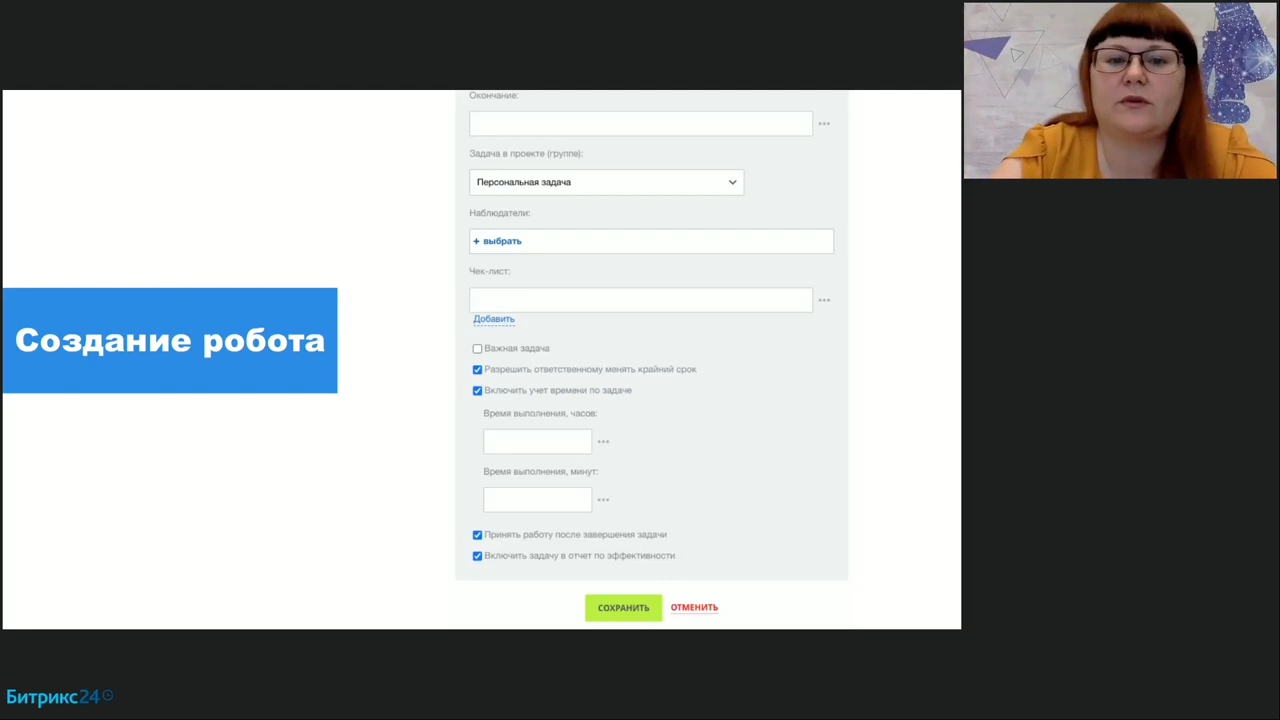 Окончание:
Задача в проекте (группе):
Персональная задача
Наблюдатели:
+ выбрать
Чек-лист:
Добавить
Важная задача
Разрешить ответственному менять крайний срок
Включить учет времени по задаче
Время выполнения, часов:
Время выполнения, минут:
Принять работу после завершения задачи
Включить задачу в отчет по эффективности
СОХРАНИТЬ ОТМЕНИТЬ
Создание робота
Битрикс24